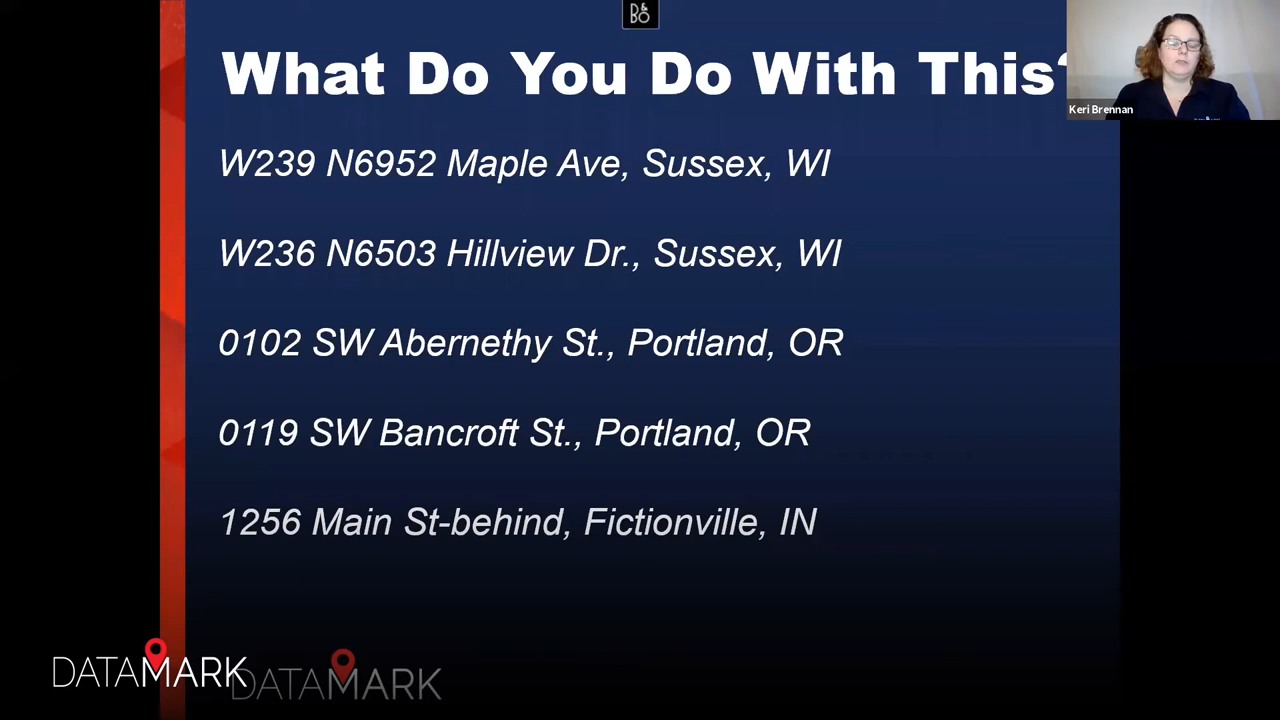 B&O
What Do You Do With This?
Keri Brennan
W239 N6952 Maple Ave, Sussex, WI
W236 N6503 Hillview Dr., Sussex, WI
0102 SW Abernethy St., Portland, OR
0119 SW Bancroft St., Portland, OR
1256 Main St-behind, Fictionville, IN
DATAMARK
DATAMARK